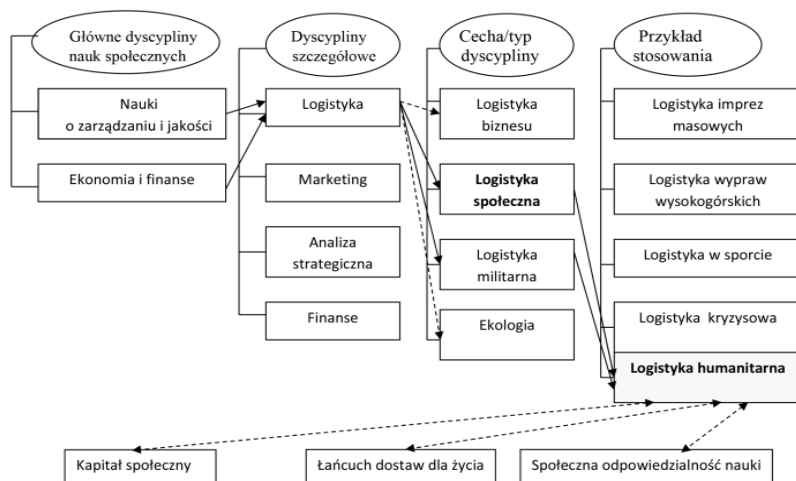 Główne dyscypliny
nauk społecznych
Nauki
o zarządzaniu i jakości
Ekonomia i finanse
Dyscypliny
szczegółowe
Logistyka
Marketing
Analiza
strategiczna
Finanse
Cecha/typ
dyscypliny
Logistyka
biznesu
Logistyka
społeczna
Logistyka
militarna
Ekologia
Przykład
stosowania
Logistyka imprez
masowych
Logistyka wypraw
wysokogórskich
Logistyka w sporcie
Logistyka kryzysowa
Logistyka humanitarna
Kapitał społeczny
Łańcuch dostaw dla życia
Społeczna odpowiedzialność nauki